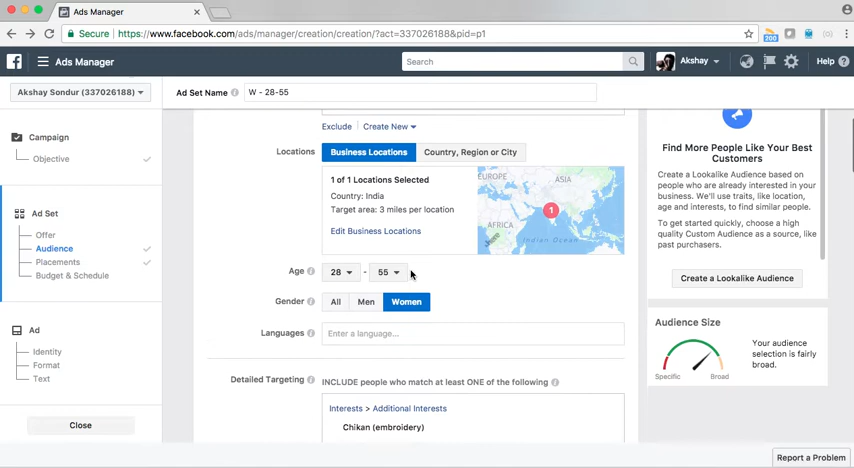 Ads Manager
Secure https://www.facebook.com/ads/manager/creation/creation/?act=337026188&pid=p1
200
Ads Manager
Search
Akshay
Help
Akshay Sondur (337026188)
Ad Set Name
W - 28-55
Campaign
Objective
Ad Set
Offer
Audience
Placements
Budget & Schedule
Ad
Identity
Format
Text
Close
Exclude Create New
Locations
Business Locations
Country, Region or City
1 of 1 Locations Selected
Country: India
Target area: 3 miles per location
Edit Business Locations
EUROPE
ASIA
AFRICA
1
Indian Ocean
Age
28 - 55
Gender
All Men Women
Languages
Enter a language...
Detailed Targeting
INCLUDE people who match at least ONE of the following
Interests > Additional Interests
Chikan (embroidery)
Find More People Like Your Best
Customers
Create a Lookalike Audience based on
people who are already interested in your
business. We'll use traits, like location,
age and interests, to find similar people.
To get started quickly, choose a high
quality Custom Audience as a source, like
past purchasers.
Create a Lookalike Audience
Audience Size
Specific
Broad
Your audience
selection is fairly
broad.
Report a Problem